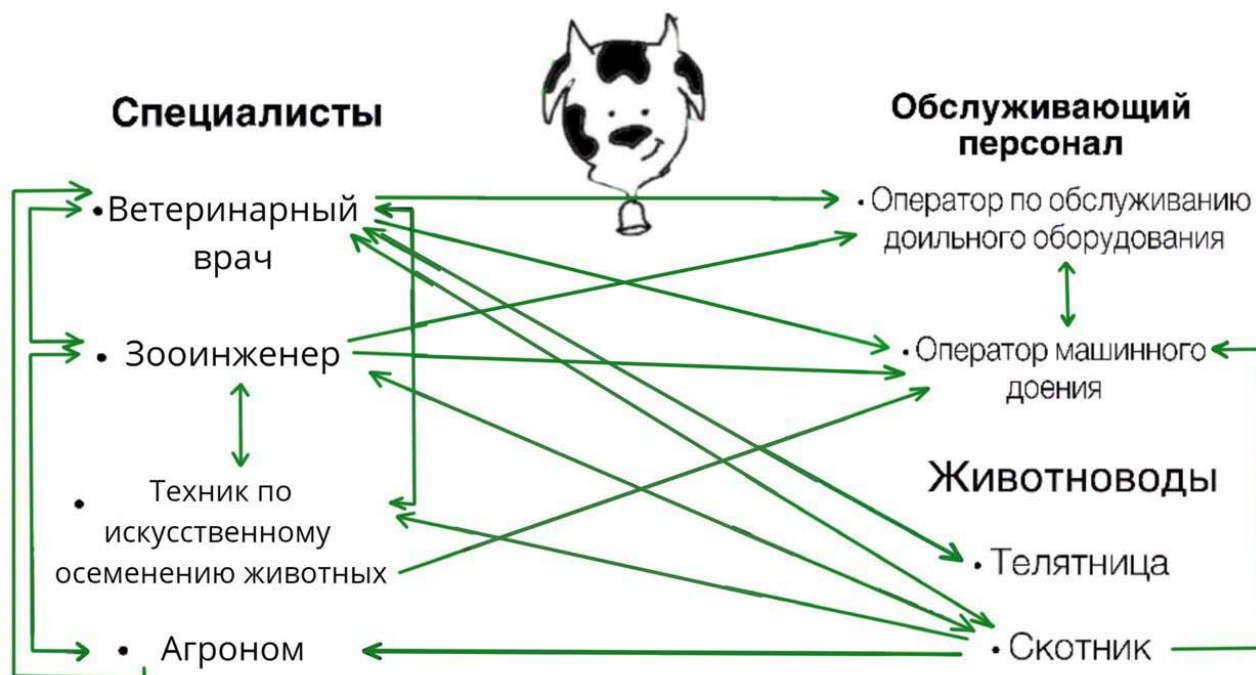 Специалисты
• Ветеринарный
врач
• Зооинженер
• Техник по
искусственному
осеменению животных
• Агроном
Обслуживающий
персонал
• Оператор по обслуживанию
доильного оборудования
• Оператор машинного
доения
Животноводы
• Телятница
• Скотник